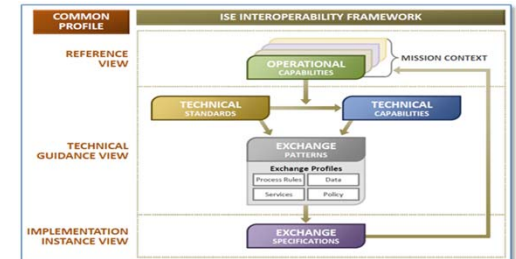 COMMON
PROFILE
ISE INTEROPERABILITY FRAMEWORK
REFERENCE
VIEW
OPERATIONAL
CAPABILITIES
MISSION CONTEXT
TECHNICAL
STANDARDS
TECHNICAL
CAPABILITIES
TECHNICAL
GUIDANCE VIEW
EXCHANGE
PATTERNS
Exchange Profiles
Process Rules
Data
Services
Policy
IMPLEMENTATION
INSTANCE VIEW
EXCHANGE
SPECIFICATIONS